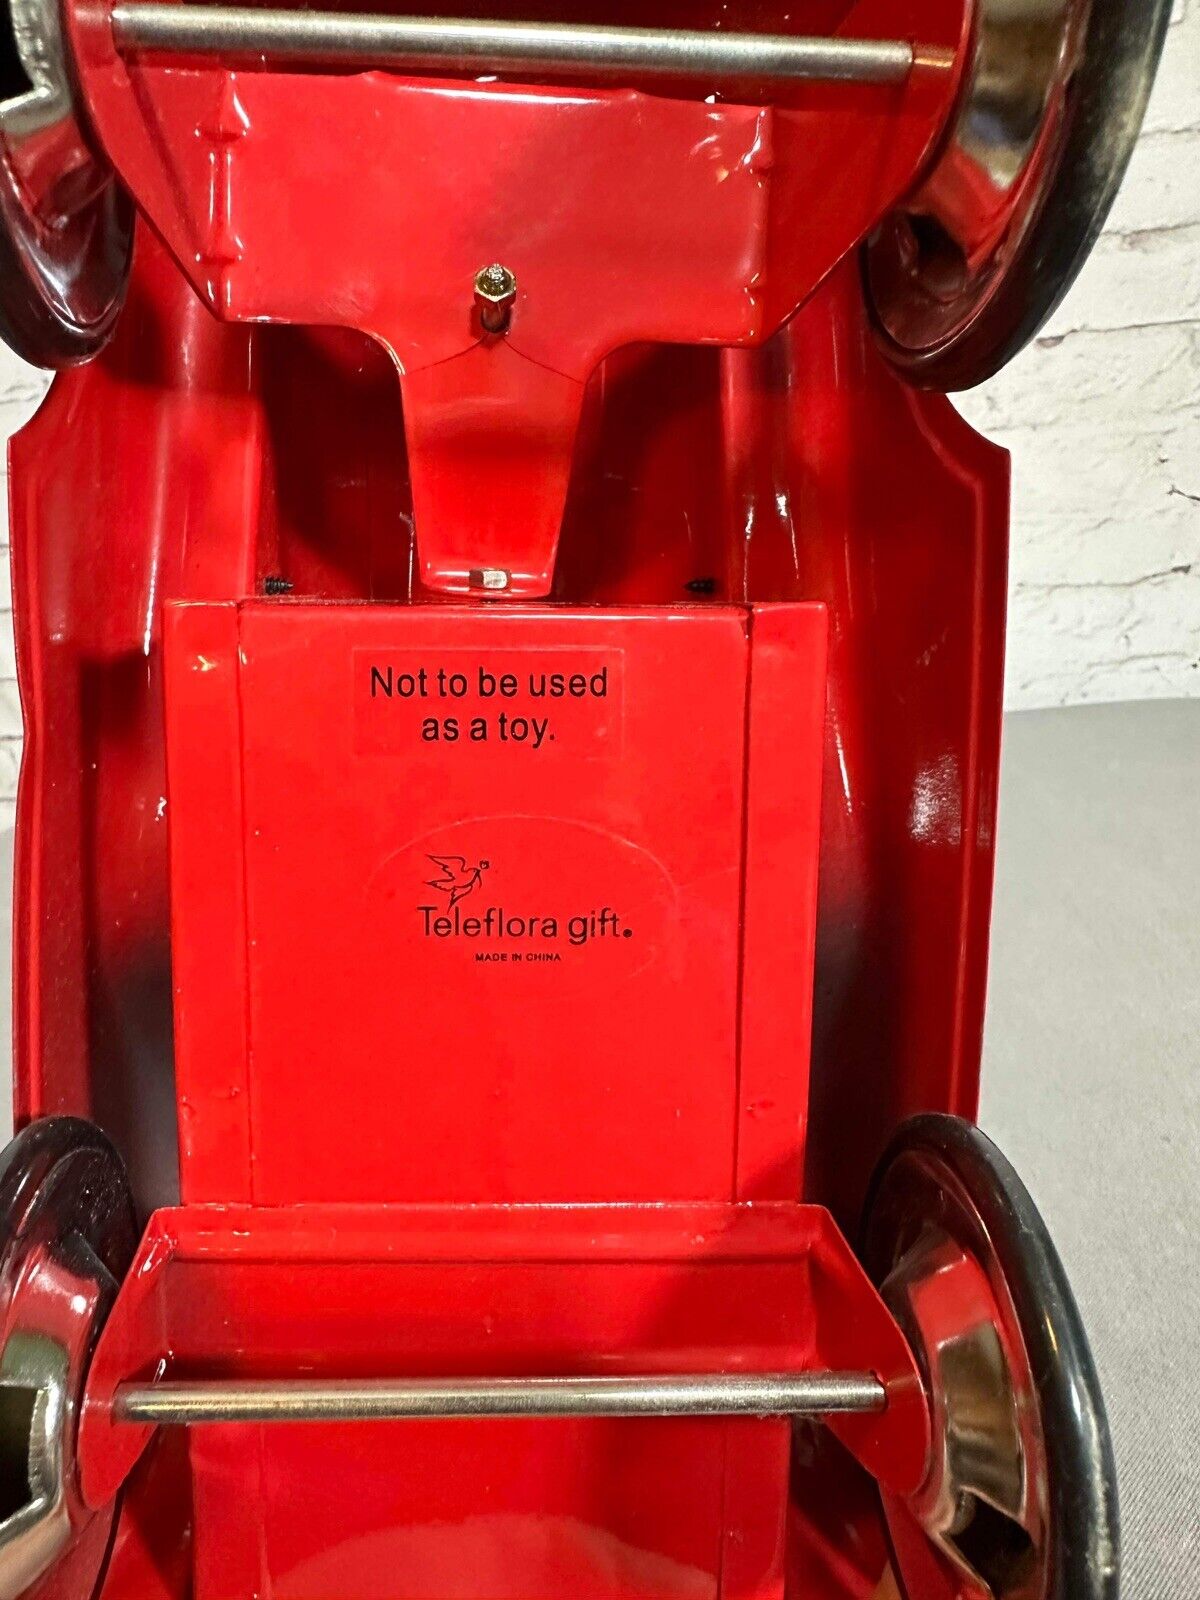 Not to be used
as a toy.
Teleflora gift.
MADE IN CHINA